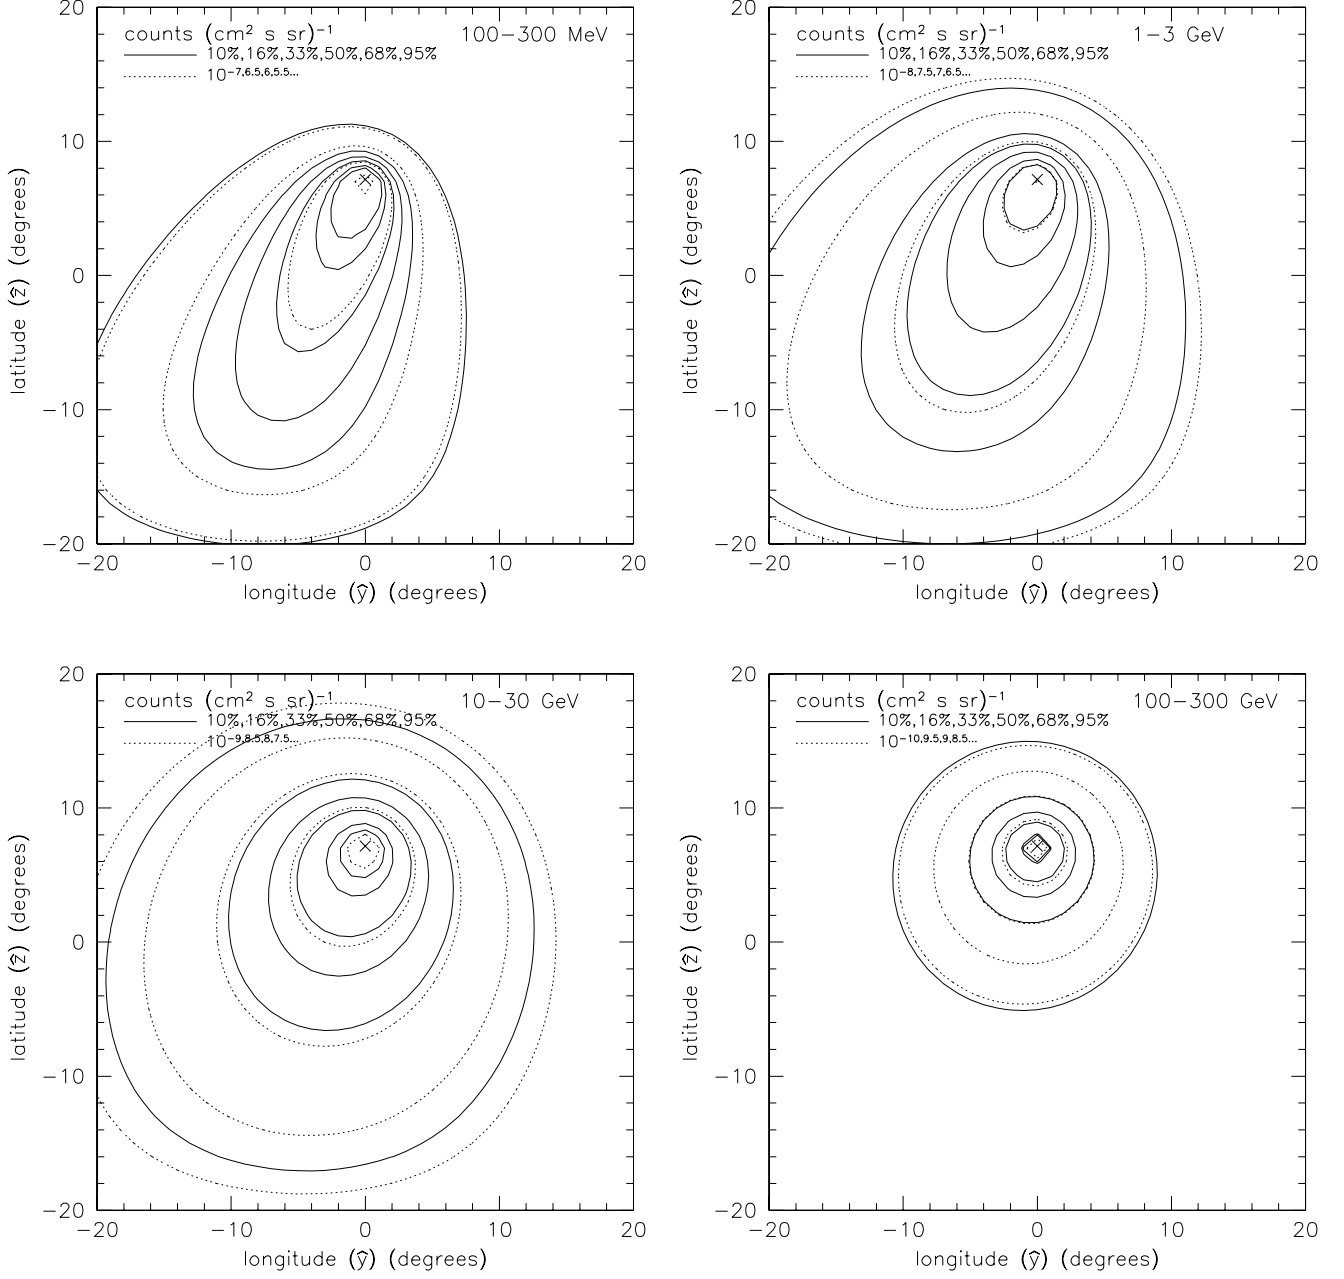 counts (cm² s sr)⁻¹ 100−300 MeV
10%,16%,33%,50%,68%,95%
10⁻⁷,⁶·⁵,⁶,⁵·⁵···
20
10
0
−10
−20
−20 −10 0 10 20
latitude (ẑ) (degrees)
longitude (ŷ) (degrees)
counts (cm² s sr)⁻¹ 1−3 GeV
10%,16%,33%,50%,68%,95%
10⁻⁸,⁷·⁵,⁷,⁶·⁵···
20
10
0
−10
−20
−20 −10 0 10 20
latitude (ẑ) (degrees)
longitude (ŷ) (degrees)
counts (cm² s sr)⁻¹ 10−30 GeV
10%,16%,33%,50%,68%,95%
10⁻⁹,⁸·⁵,⁸,⁷·⁵···
20
10
0
−10
−20
−20 −10 0 10 20
latitude (ẑ) (degrees)
longitude (ŷ) (degrees)
counts (cm² s sr)⁻¹ 100−300 GeV
10%,16%,33%,50%,68%,95%
10⁻¹⁰,⁹·⁵,⁹,⁸·⁵···
20
10
0
−10
−20
−20 −10 0 10 20
latitude (ẑ) (degrees)
longitude (ŷ) (degrees)